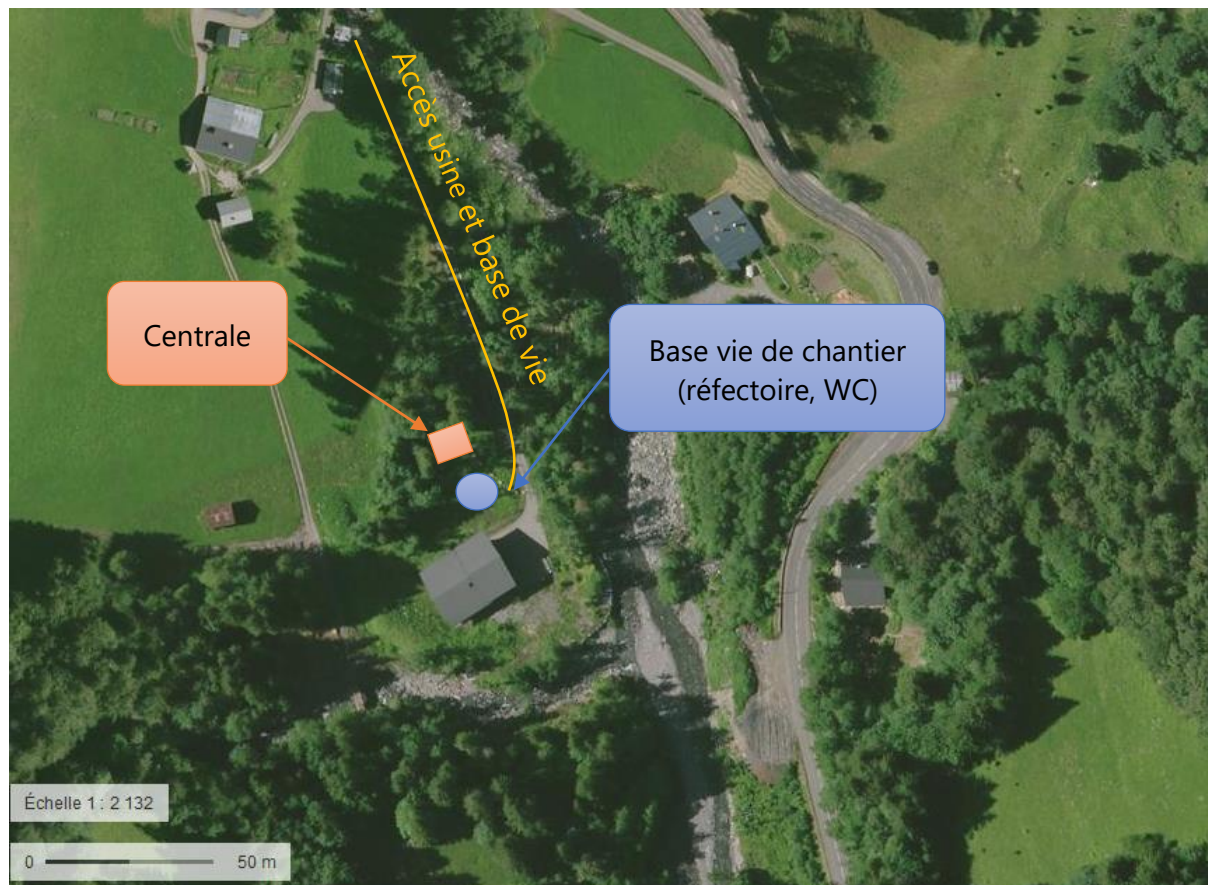 Accès usine et base de vie
Centrale
Base vie de chantier
(réfectoire, WC)
Échelle 1 : 2 132
0 50 m